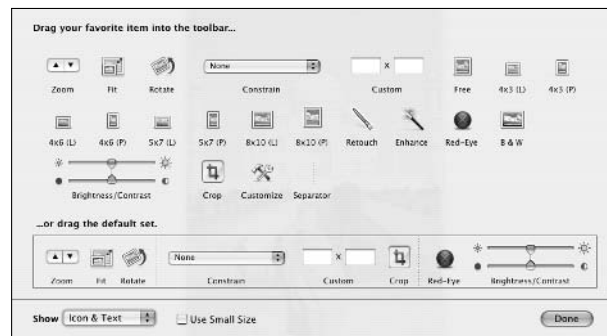 Drag your favorite item into the toolbar...
None
x
Zoom Fit Rotate Constrain Custom Free 4x3 (L) 4x3 (P)
4x6 (L) 4x6 (P) 5x7 (L) 5x7 (P) 8x10 (L) 8x10 (P) Retouch Enhance Red-Eye B & W
Brightness/Contrast Crop Customize Separator
...or drag the default set.
None
x
Zoom Fit Rotate Constrain Custom Crop Red-Eye Brightness/Contrast
Show Icon & Text Use Small Size Done